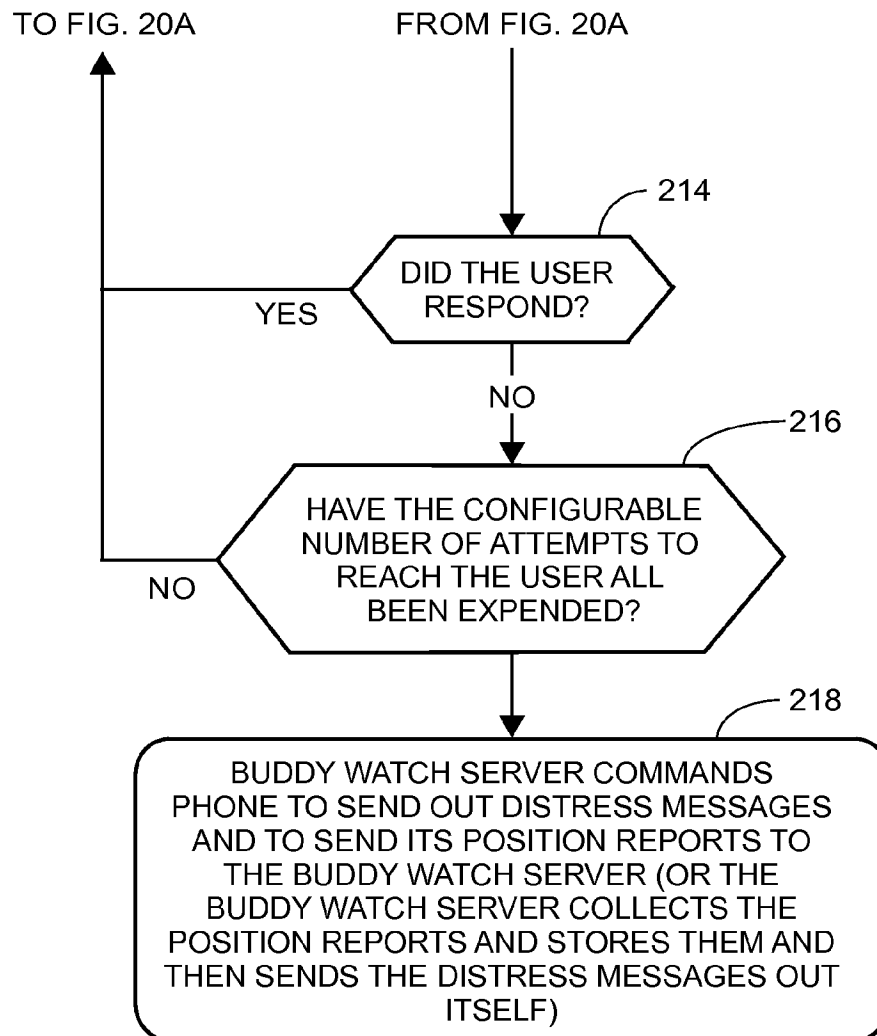 TO FIG. 20A
FROM FIG. 20A
214
DID THE USER
RESPOND?
YES
NO
216
HAVE THE CONFIGURABLE
NUMBER OF ATTEMPTS TO
REACH THE USER ALL
BEEN EXPENDED?
NO
218
BUDDY WATCH SERVER COMMANDS
PHONE TO SEND OUT DISTRESS MESSAGES
AND TO SEND ITS POSITION REPORTS TO
THE BUDDY WATCH SERVER (OR THE
BUDDY WATCH SERVER COLLECTS THE
POSITION REPORTS AND STORES THEM AND
THEN SENDS THE DISTRESS MESSAGES OUT
ITSELF)